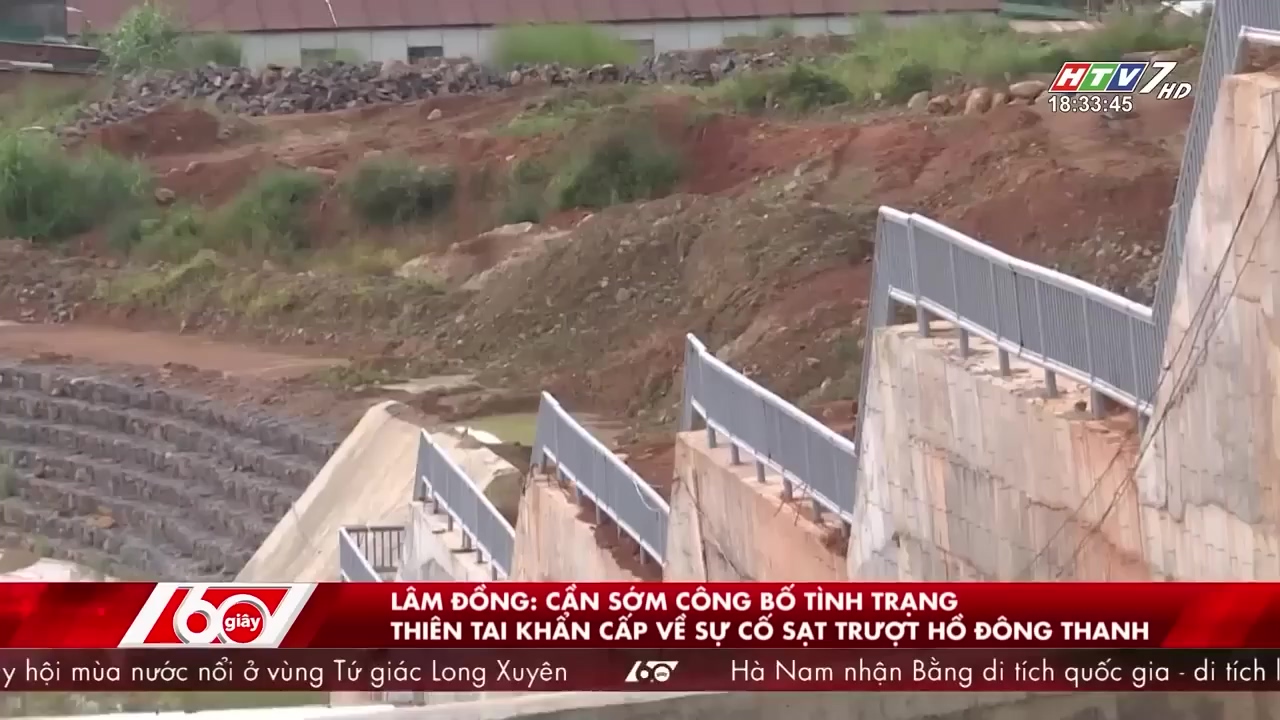 HTV7 HD
18:33:45
60 giây
LÂM ĐỒNG: CẦN SỚM CÔNG BỐ TÌNH TRẠNG
THIÊN TAI KHẨN CẤP VỀ SỰ CỐ SẠT TRƯỢT HỒ ĐÔNG THANH
y hội mùa nước nổi ở vùng Tứ giác Long Xuyên 60 giây Hà Nam nhận Bằng di tích quốc gia - di tích